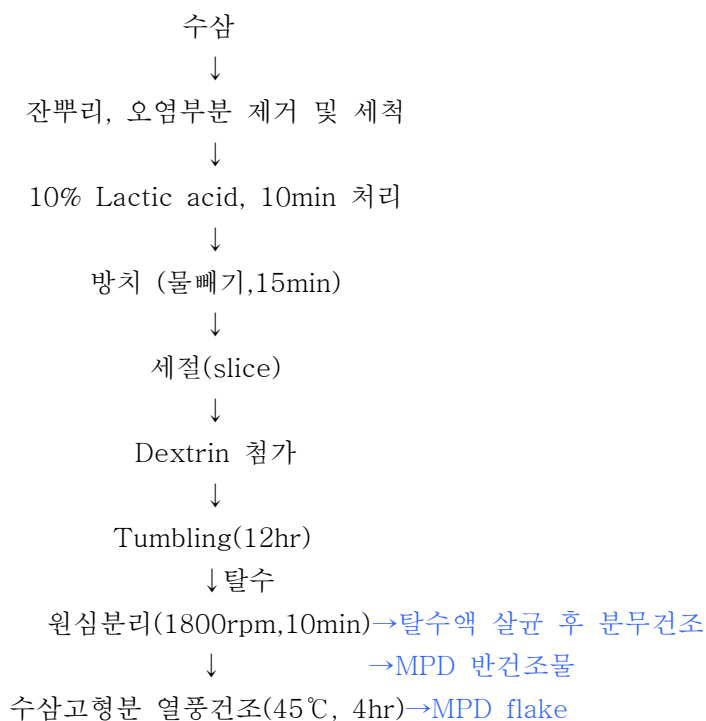 수삼
↓
잔뿌리, 오염부분 제거 및 세척
↓
10% Lactic acid, 10min 처리
↓
방치 (물빼기,15min)
↓
세절(slice)
↓
Dextrin 첨가
↓
Tumbling(12hr)
↓탈수
원심분리(1800rpm,10min)→탈수액 살균 후 분무건조
↓ →MPD 반건조물
수삼고형분 열풍건조(45℃, 4hr)→MPD flake